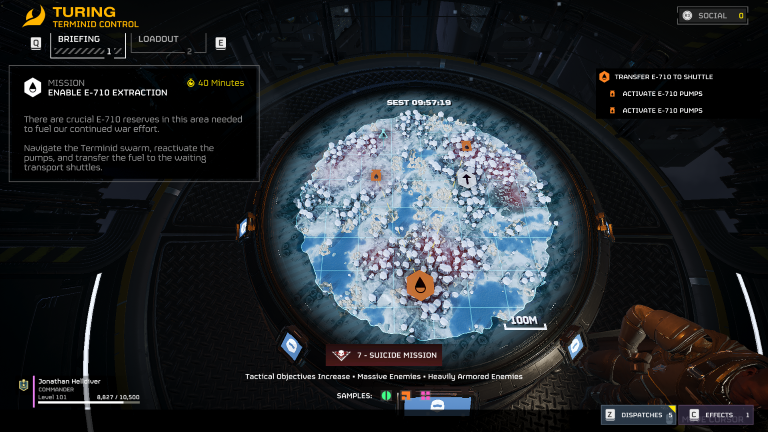 TURING
TERMINID CONTROL
SOCIAL 0
Q
BRIEFING
1
LOADOUT
2
E
MISSION
ENABLE E-710 EXTRACTION
40 Minutes
There are crucial E-710 reserves in this area needed
to fuel our continued war effort.
Navigate the Terminid swarm, reactivate the
pumps, and transfer the fuel to the waiting
transport shuttles.
TRANSFER E-710 TO SHUTTLE
ACTIVATE E-710 PUMPS
ACTIVATE E-710 PUMPS
SEST 09:57:19
100M
7 - SUICIDE MISSION
Tactical Objectives Increase • Massive Enemies • Heavily Armored Enemies
SAMPLES:
Jonathan Helldiver
COMMANDER
Level 101
8,827 / 10,500
Z DISPATCHES 5
C EFFECTS 1
CURSOR